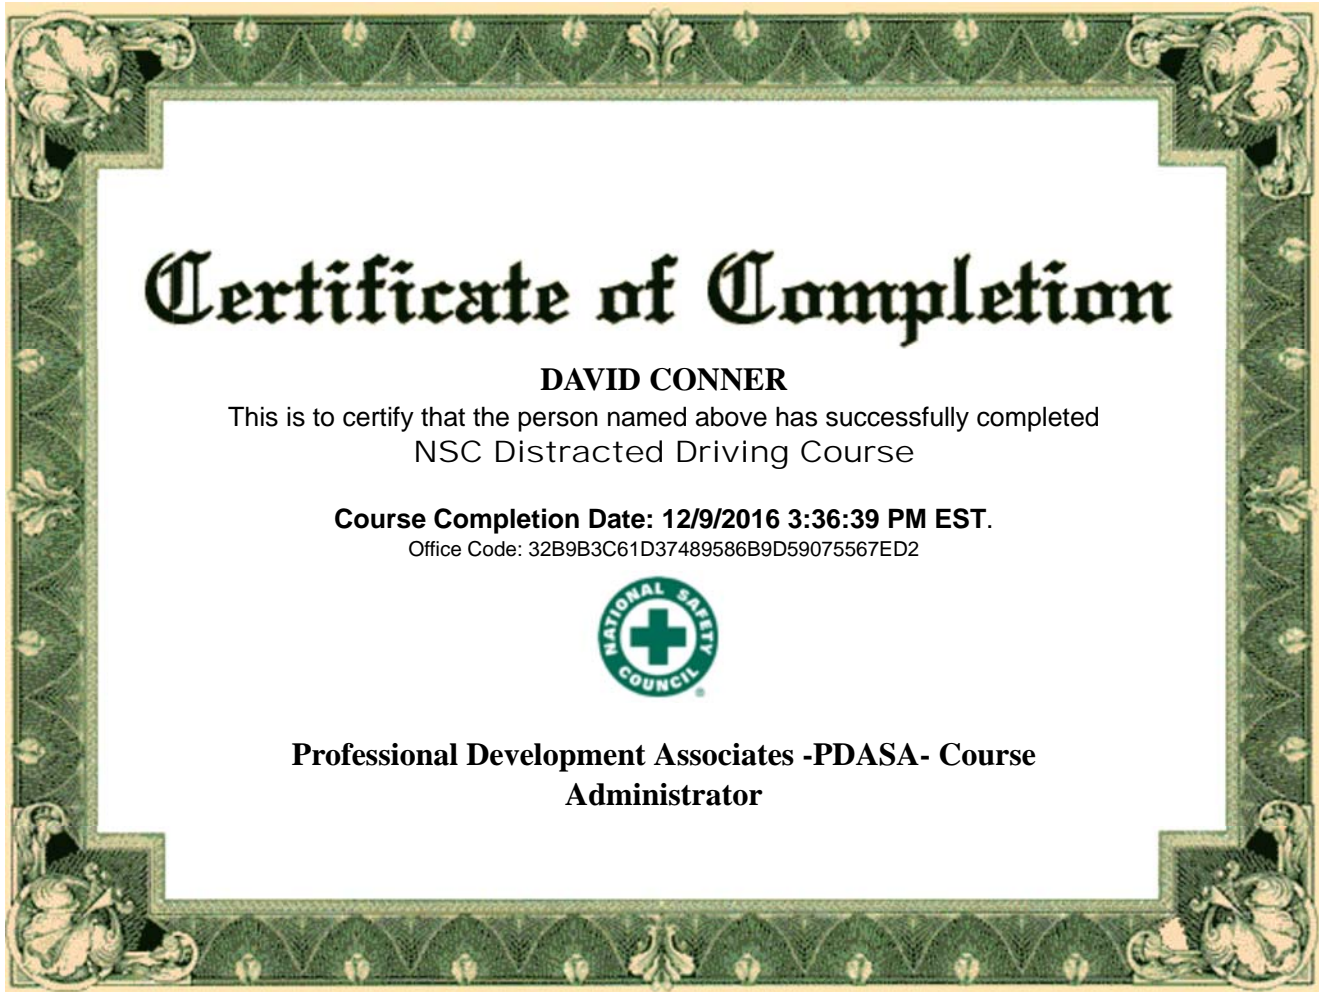 Certificate of Completion
DAVID CONNER
This is to certify that the person named above has successfully completed
NSC Distracted Driving Course
Course Completion Date: 12/9/2016 3:36:39 PM EST.
Office Code: 32B9B3C61D37489586B9D59075567ED2
NATIONAL SAFETY
COUNCIL
®
Professional Development Associates -PDASA- Course
Administrator